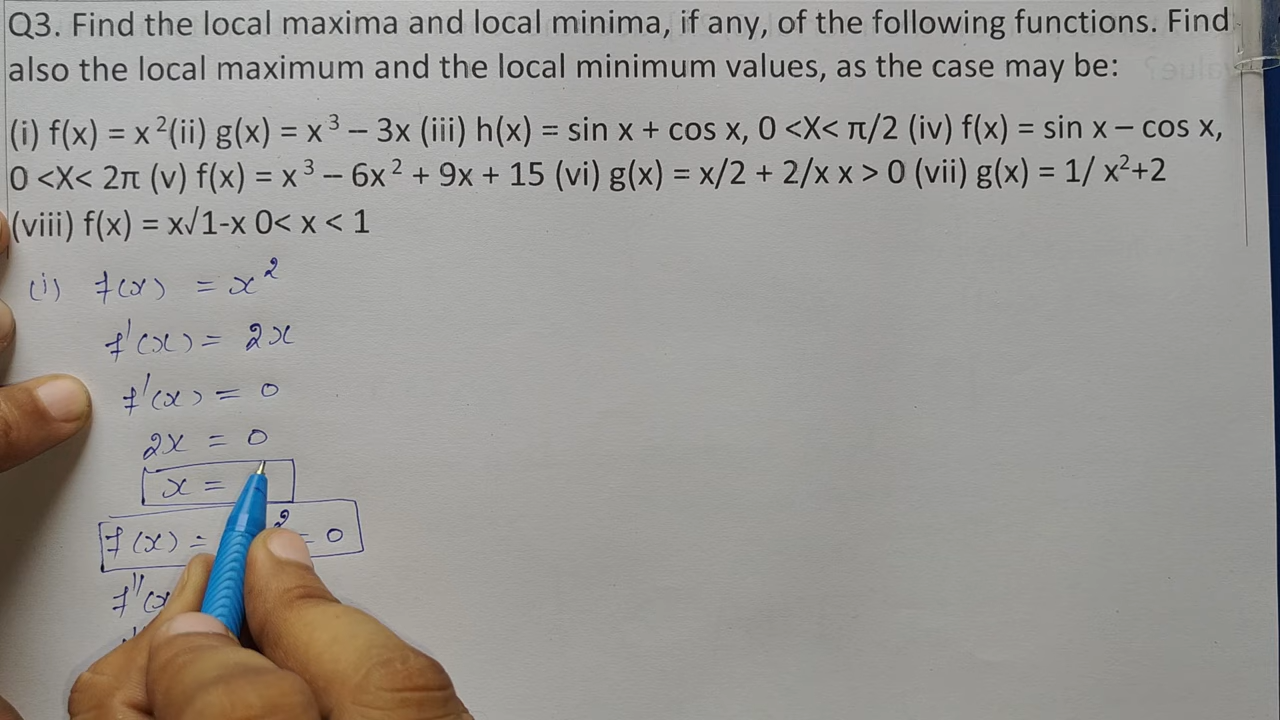 Q3. Find the local maxima and local minima, if any, of the following functions. Find
also the local maximum and the local minimum values, as the case may be:
(i) f(x) = x² (ii) g(x) = x³ – 3x (iii) h(x) = sin x + cos x, 0 <X< π/2 (iv) f(x) = sin x – cos x,
0 <X< 2π (v) f(x) = x³ – 6x² + 9x + 15 (vi) g(x) = x/2 + 2/x x > 0 (vii) g(x) = 1/ x²+2
(viii) f(x) = x√1-x 0< x < 1
(i) f(x) = x²
f'(x) = 2x
f'(x) = 0
2x = 0
x =
f(x) = ² = 0
f''(x